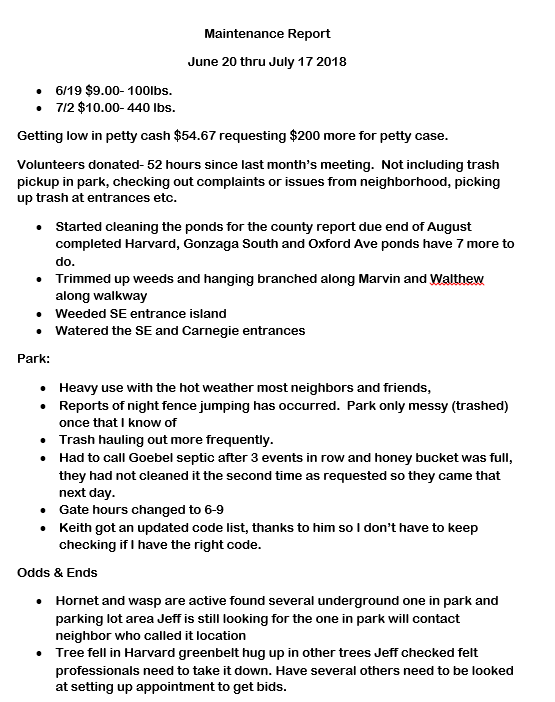 Maintenance Report
June 20 thru July 17 2018
• 6/19 $9.00- 100lbs.
• 7/2 $10.00- 440 lbs.
Getting low in petty cash $54.67 requesting $200 more for petty case.
Volunteers donated- 52 hours since last month's meeting.  Not including trash
pickup in park, checking out complaints or issues from neighborhood, picking
up trash at entrances etc.
• Started cleaning the ponds for the county report due end of August
completed Harvard, Gonzaga South and Oxford Ave ponds have 7 more to
do.
• Trimmed up weeds and hanging branched along Marvin and Walthew
along walkway
• Weeded SE entrance island
• Watered the SE and Carnegie entrances
Park:
• Heavy use with the hot weather most neighbors and friends,
• Reports of night fence jumping has occurred.  Park only messy (trashed)
once that I know of
• Trash hauling out more frequently.
• Had to call Goebel septic after 3 events in row and honey bucket was full,
they had not cleaned it the second time as requested so they came that
next day.
• Gate hours changed to 6-9
• Keith got an updated code list, thanks to him so I don't have to keep
checking if I have the right code.
Odds & Ends
• Hornet and wasp are active found several underground one in park and
parking lot area Jeff is still looking for the one in park will contact
neighbor who called it location
• Tree fell in Harvard greenbelt hug up in other trees Jeff checked felt
professionals need to take it down. Have several others need to be looked
at setting up appointment to get bids.